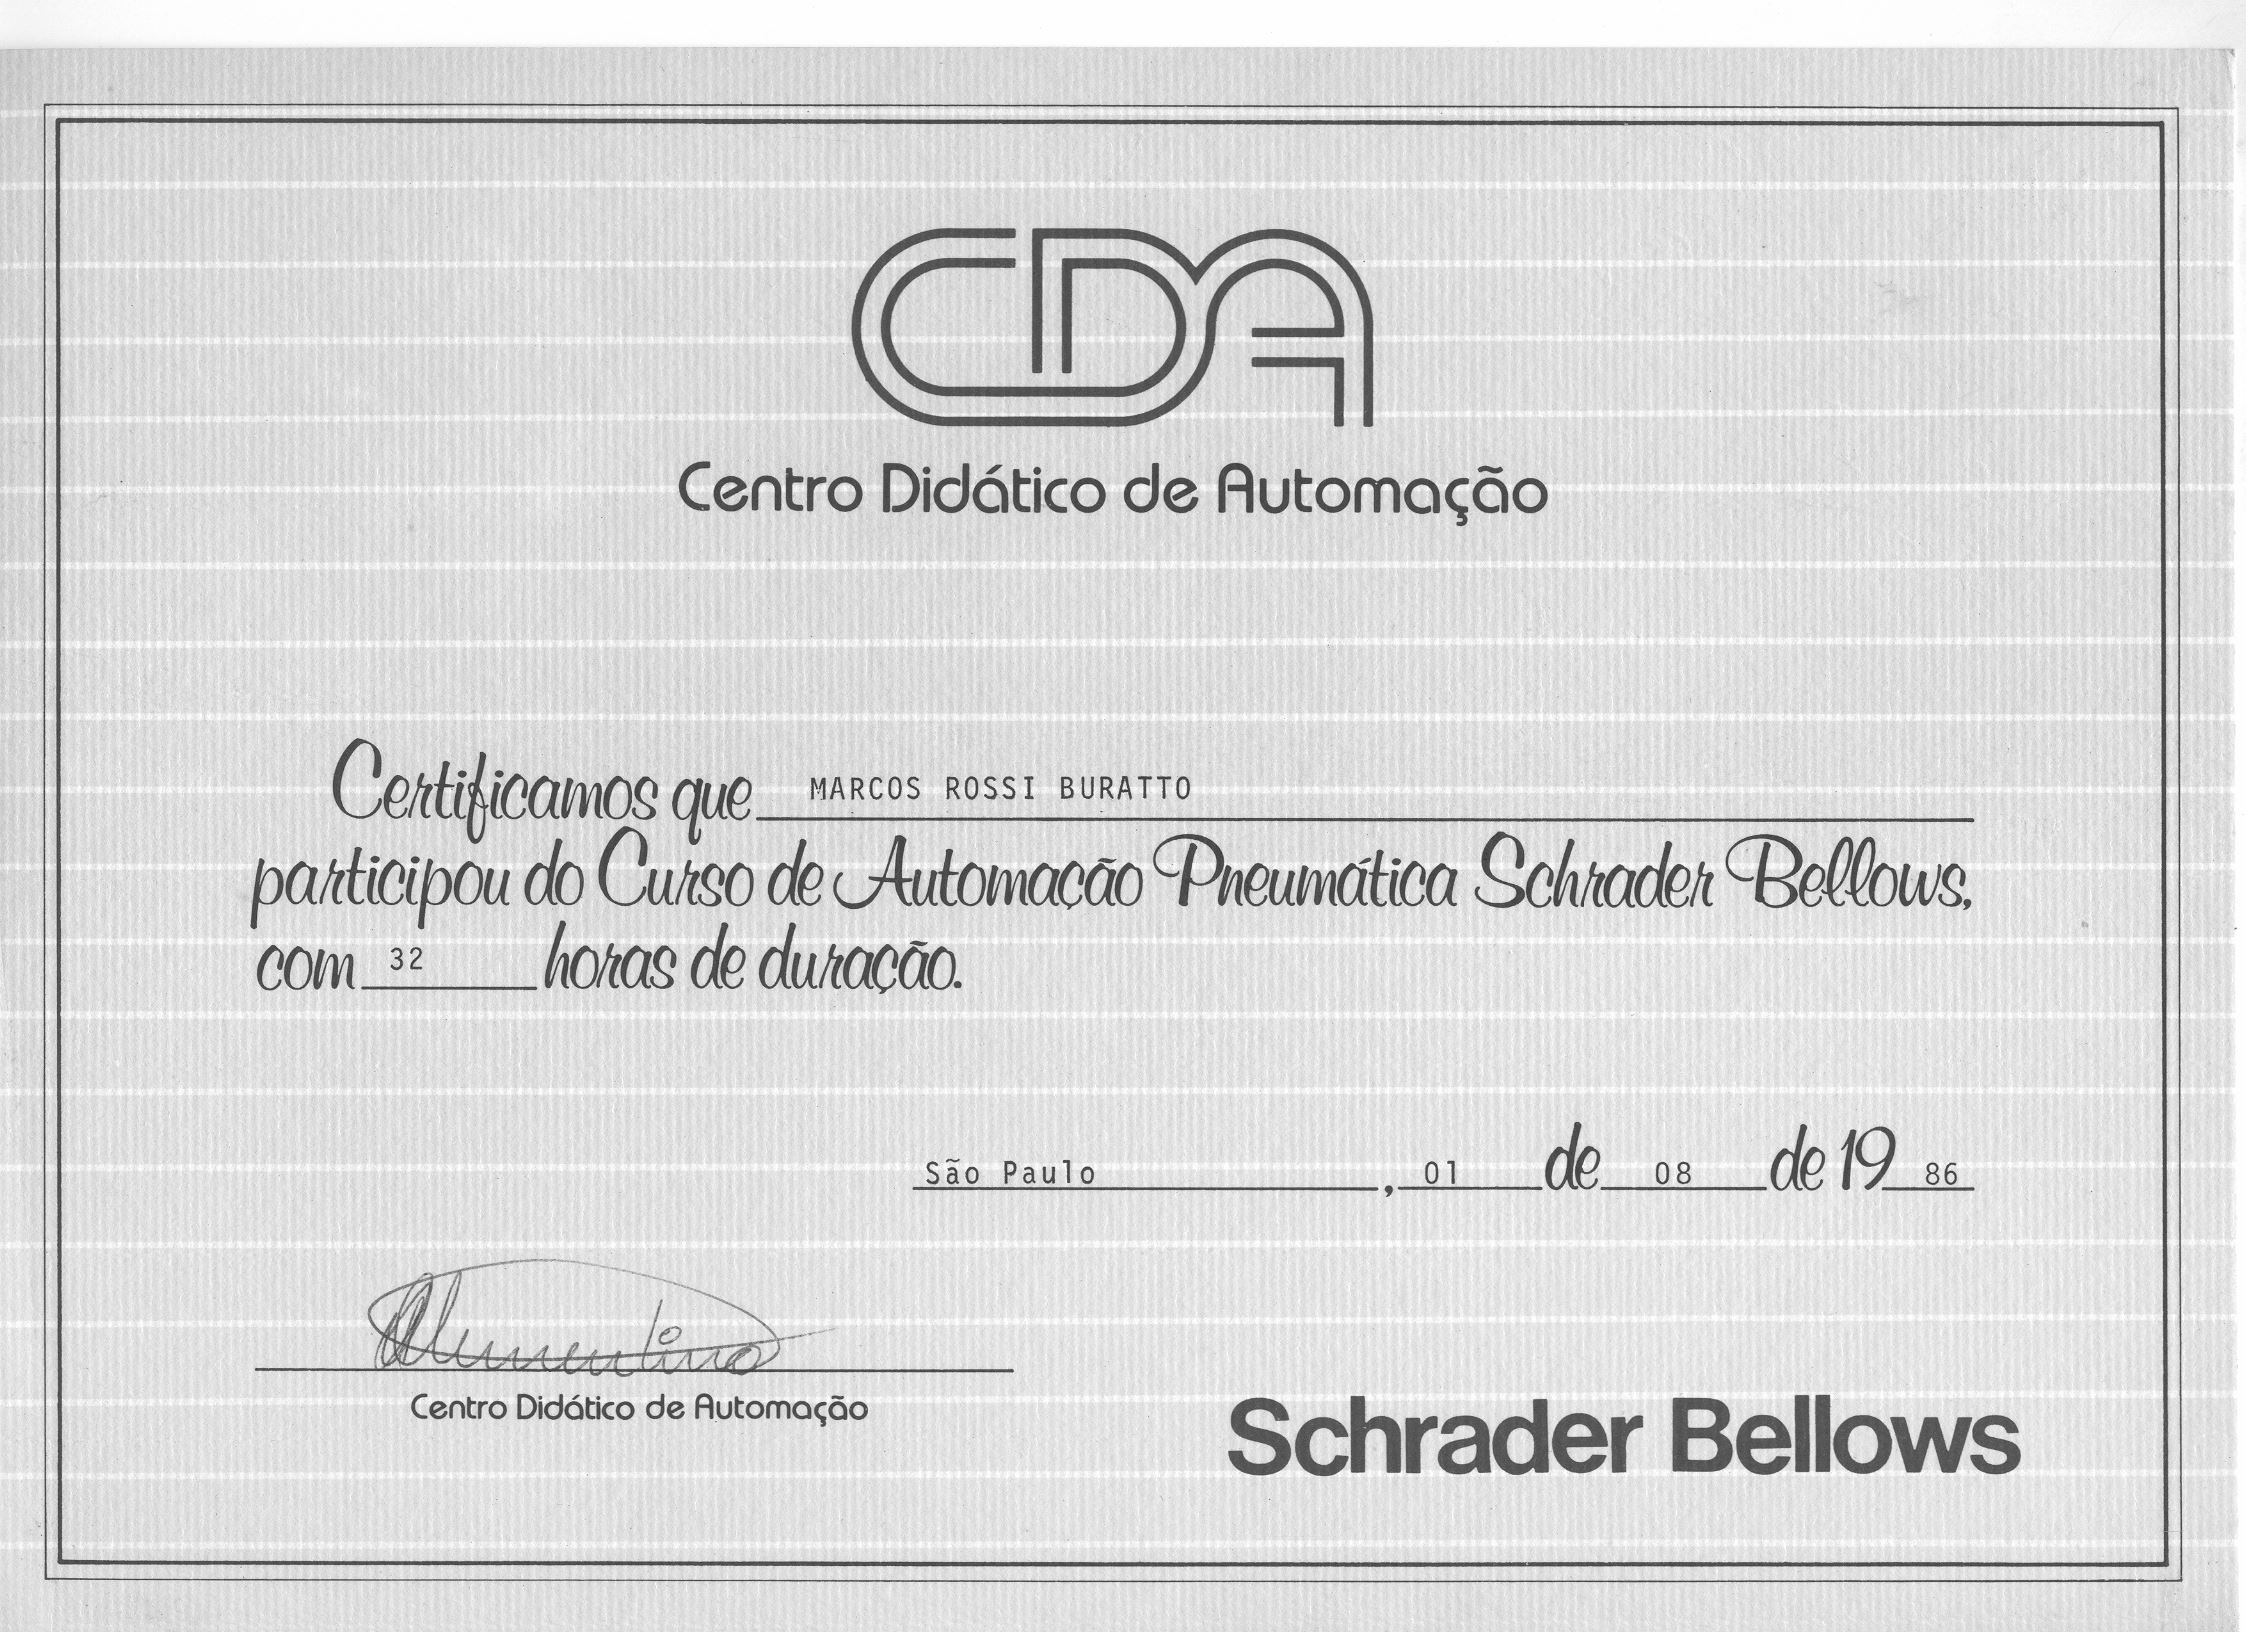 CDA
Centro Didático de Automação
Certificamos que MARCOS ROSSI BURATTO
participou do Curso de Automação Pneumática Schrader Bellows,
com 32 horas de duração.
São Paulo, 01 de 08 de 19 86
Centro Didático de Automação
Schrader Bellows